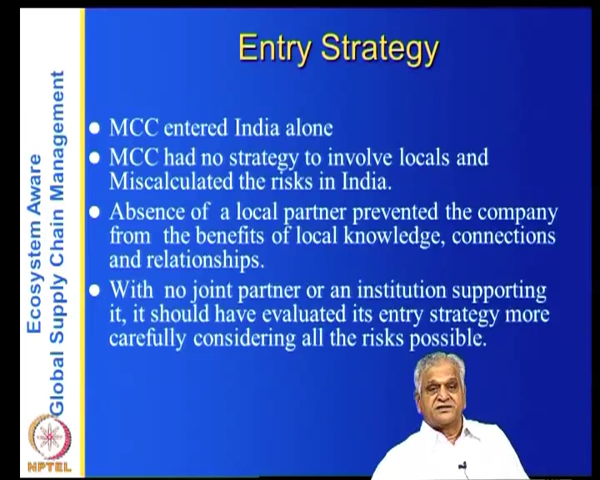 Entry Strategy
MCC entered India alone
MCC had no strategy to involve locals and
Miscalculated the risks in India.
Absence of a local partner prevented the company
from the benefits of local knowledge, connections
and relationships.
With no joint partner or an institution supporting
it, it should have evaluated its entry strategy more
carefully considering all the risks possible.
Ecosystem Aware
Global Supply Chain Management
NPTEL